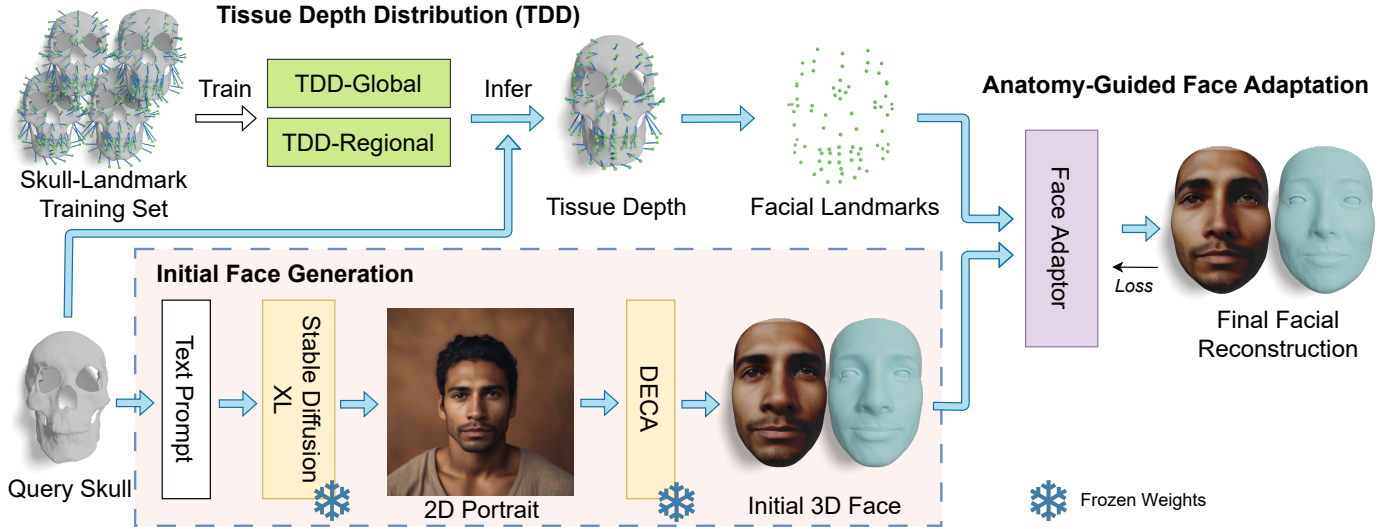 Tissue Depth Distribution (TDD)
Skull-Landmark
Training Set
Train
TDD-Global
TDD-Regional
Infer
Tissue Depth
Facial Landmarks
Anatomy-Guided Face Adaptation
Face Adaptor
Loss
Final Facial
Reconstruction
Initial Face Generation
Query Skull
Text Prompt
Stable Diffusion
XL
2D Portrait
DECA
Initial 3D Face
Frozen Weights